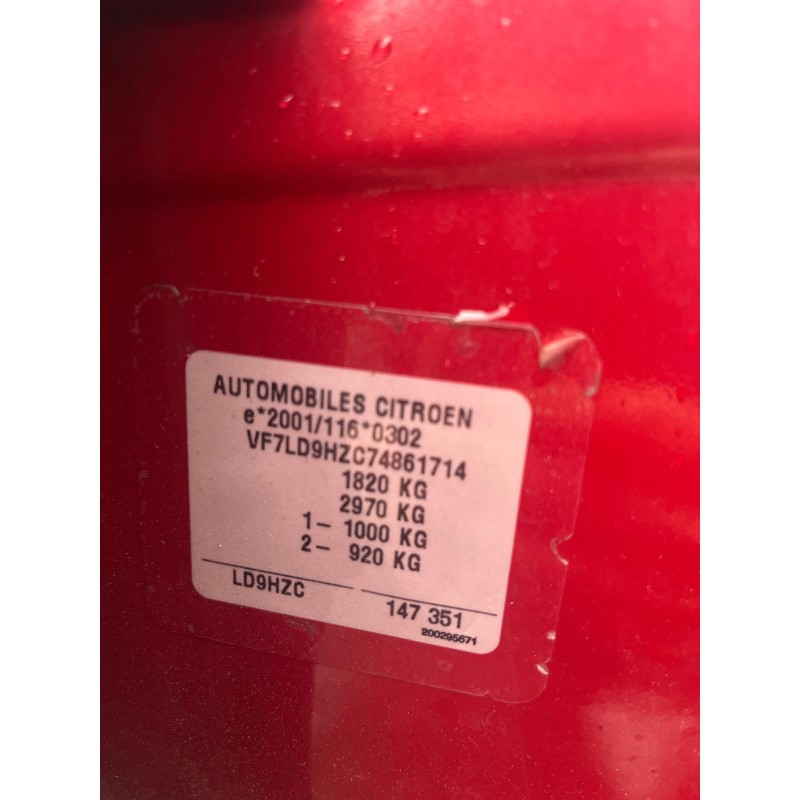 AUTOMOBILES CITROEN
e*2001/116*0302
VF7LD9HZC74861714
1820 KG
2970 KG
1- 1000 KG
2- 920 KG
LD9HZC
147 351
200295671